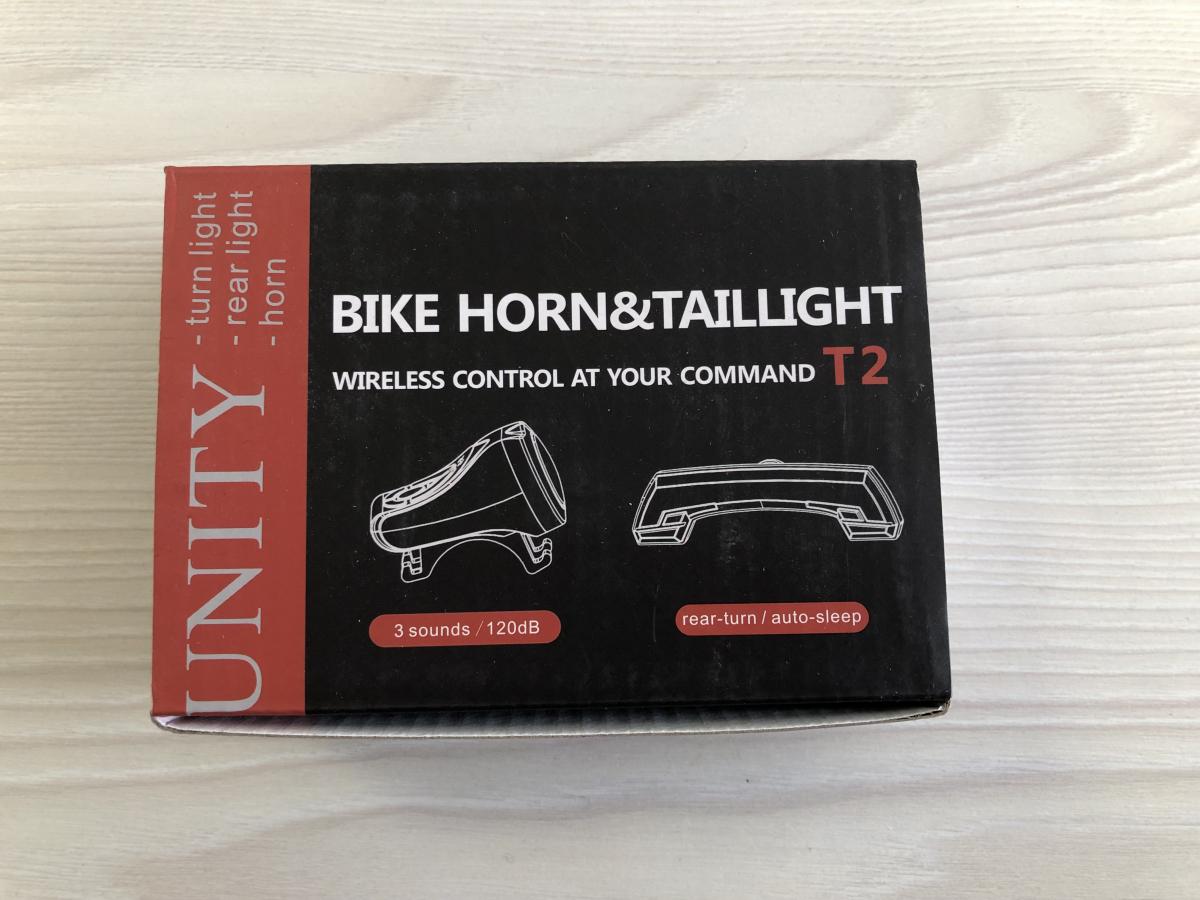 UNITY
- turn light
- rear light
- horn
BIKE HORN&TAILLIGHT
WIRELESS CONTROL AT YOUR COMMAND T2
3 sounds / 120dB
rear-turn / auto-sleep